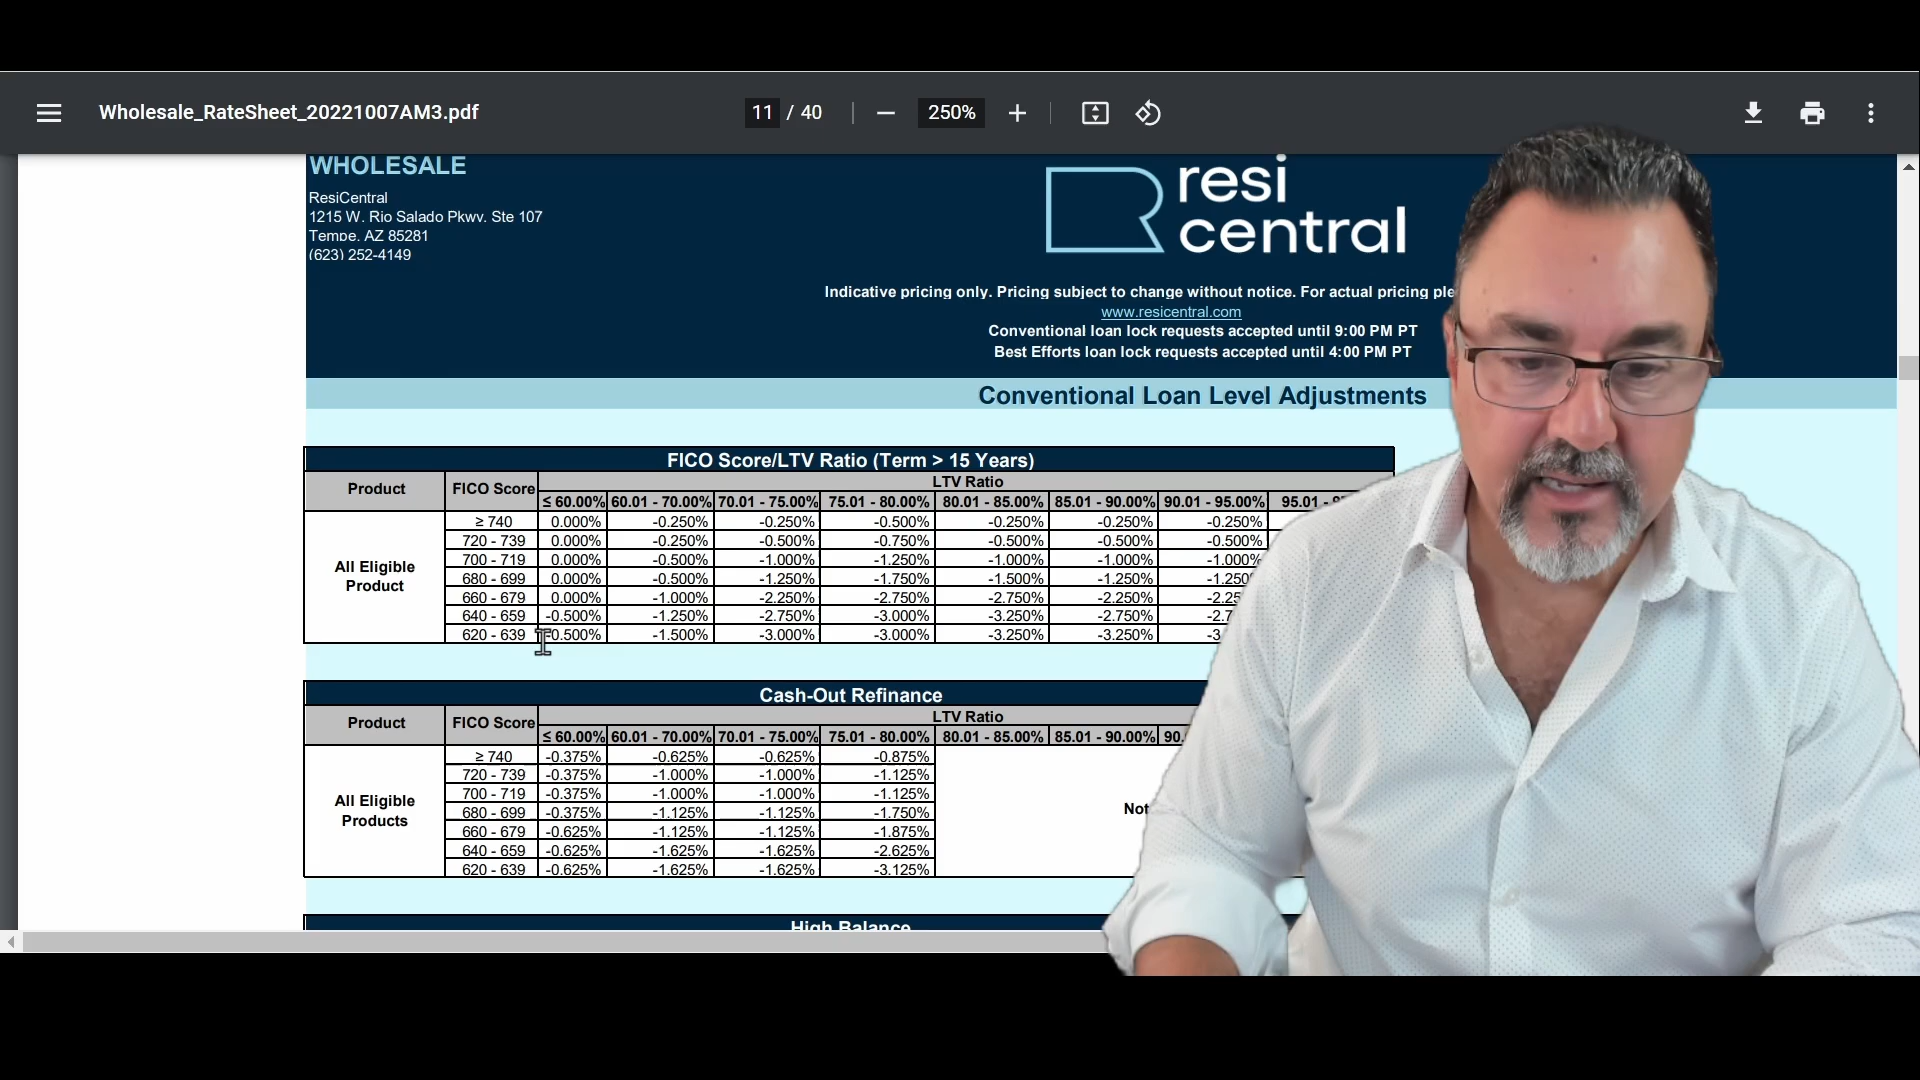 Wholesale_RateSheet_20221007AM3.pdf
11 / 40
250%
WHOLESALE
ResiCentral
1215 W. Rio Salado Pkwy. Ste 107
Tempe, AZ 85281
(623) 252-4149
resi
central
Indicative pricing only. Pricing subject to change without notice. For actual pricing
www.resicentral.com
Conventional loan lock requests accepted until 9:00 PM PT
Best Efforts loan lock requests accepted until 4:00 PM PT
Conventional Loan Level Adjustments
FICO Score/LTV Ratio (Term > 15 Years)
Product FICO Score LTV Ratio
≤ 60.00% 60.01 - 70.00% 70.01 - 75.00% 75.01 - 80.00% 80.01 - 85.00% 85.01 - 90.00% 90.01 - 95.00% 95.01
All Eligible Product
≥ 740 0.000% -0.250% -0.250% -0.500% -0.250% -0.250% -0.250%
720 - 739 0.000% -0.250% -0.500% -0.750% -0.500% -0.500% -0.500%
700 - 719 0.000% -0.500% -1.000% -1.250% -1.000% -1.000% -1.000%
680 - 699 0.000% -0.500% -1.250% -1.750% -1.500% -1.250% -1.250
660 - 679 0.000% -1.000% -2.250% -2.750% -2.750% -2.250% -2.25
640 - 659 -0.500% -1.250% -2.750% -3.000% -3.250% -2.750% -2.7
620 - 639 0.500% -1.500% -3.000% -3.000% -3.250% -3.250% -3
Cash-Out Refinance
Product FICO Score LTV Ratio
≤ 60.00% 60.01 - 70.00% 70.01 - 75.00% 75.01 - 80.00% 80.01 - 85.00% 85.01 - 90.00% 90.
All Eligible Products
≥ 740 -0.375% -0.625% -0.625% -0.875%
720 - 739 -0.375% -1.000% -1.000% -1.125%
700 - 719 -0.375% -1.000% -1.000% -1.125%
680 - 699 -0.375% -1.125% -1.125% -1.750%
660 - 679 -0.625% -1.125% -1.125% -1.875%
640 - 659 -0.625% -1.625% -1.625% -2.625%
620 - 639 -0.625% -1.625% -1.625% -3.125%
Not
High Balance